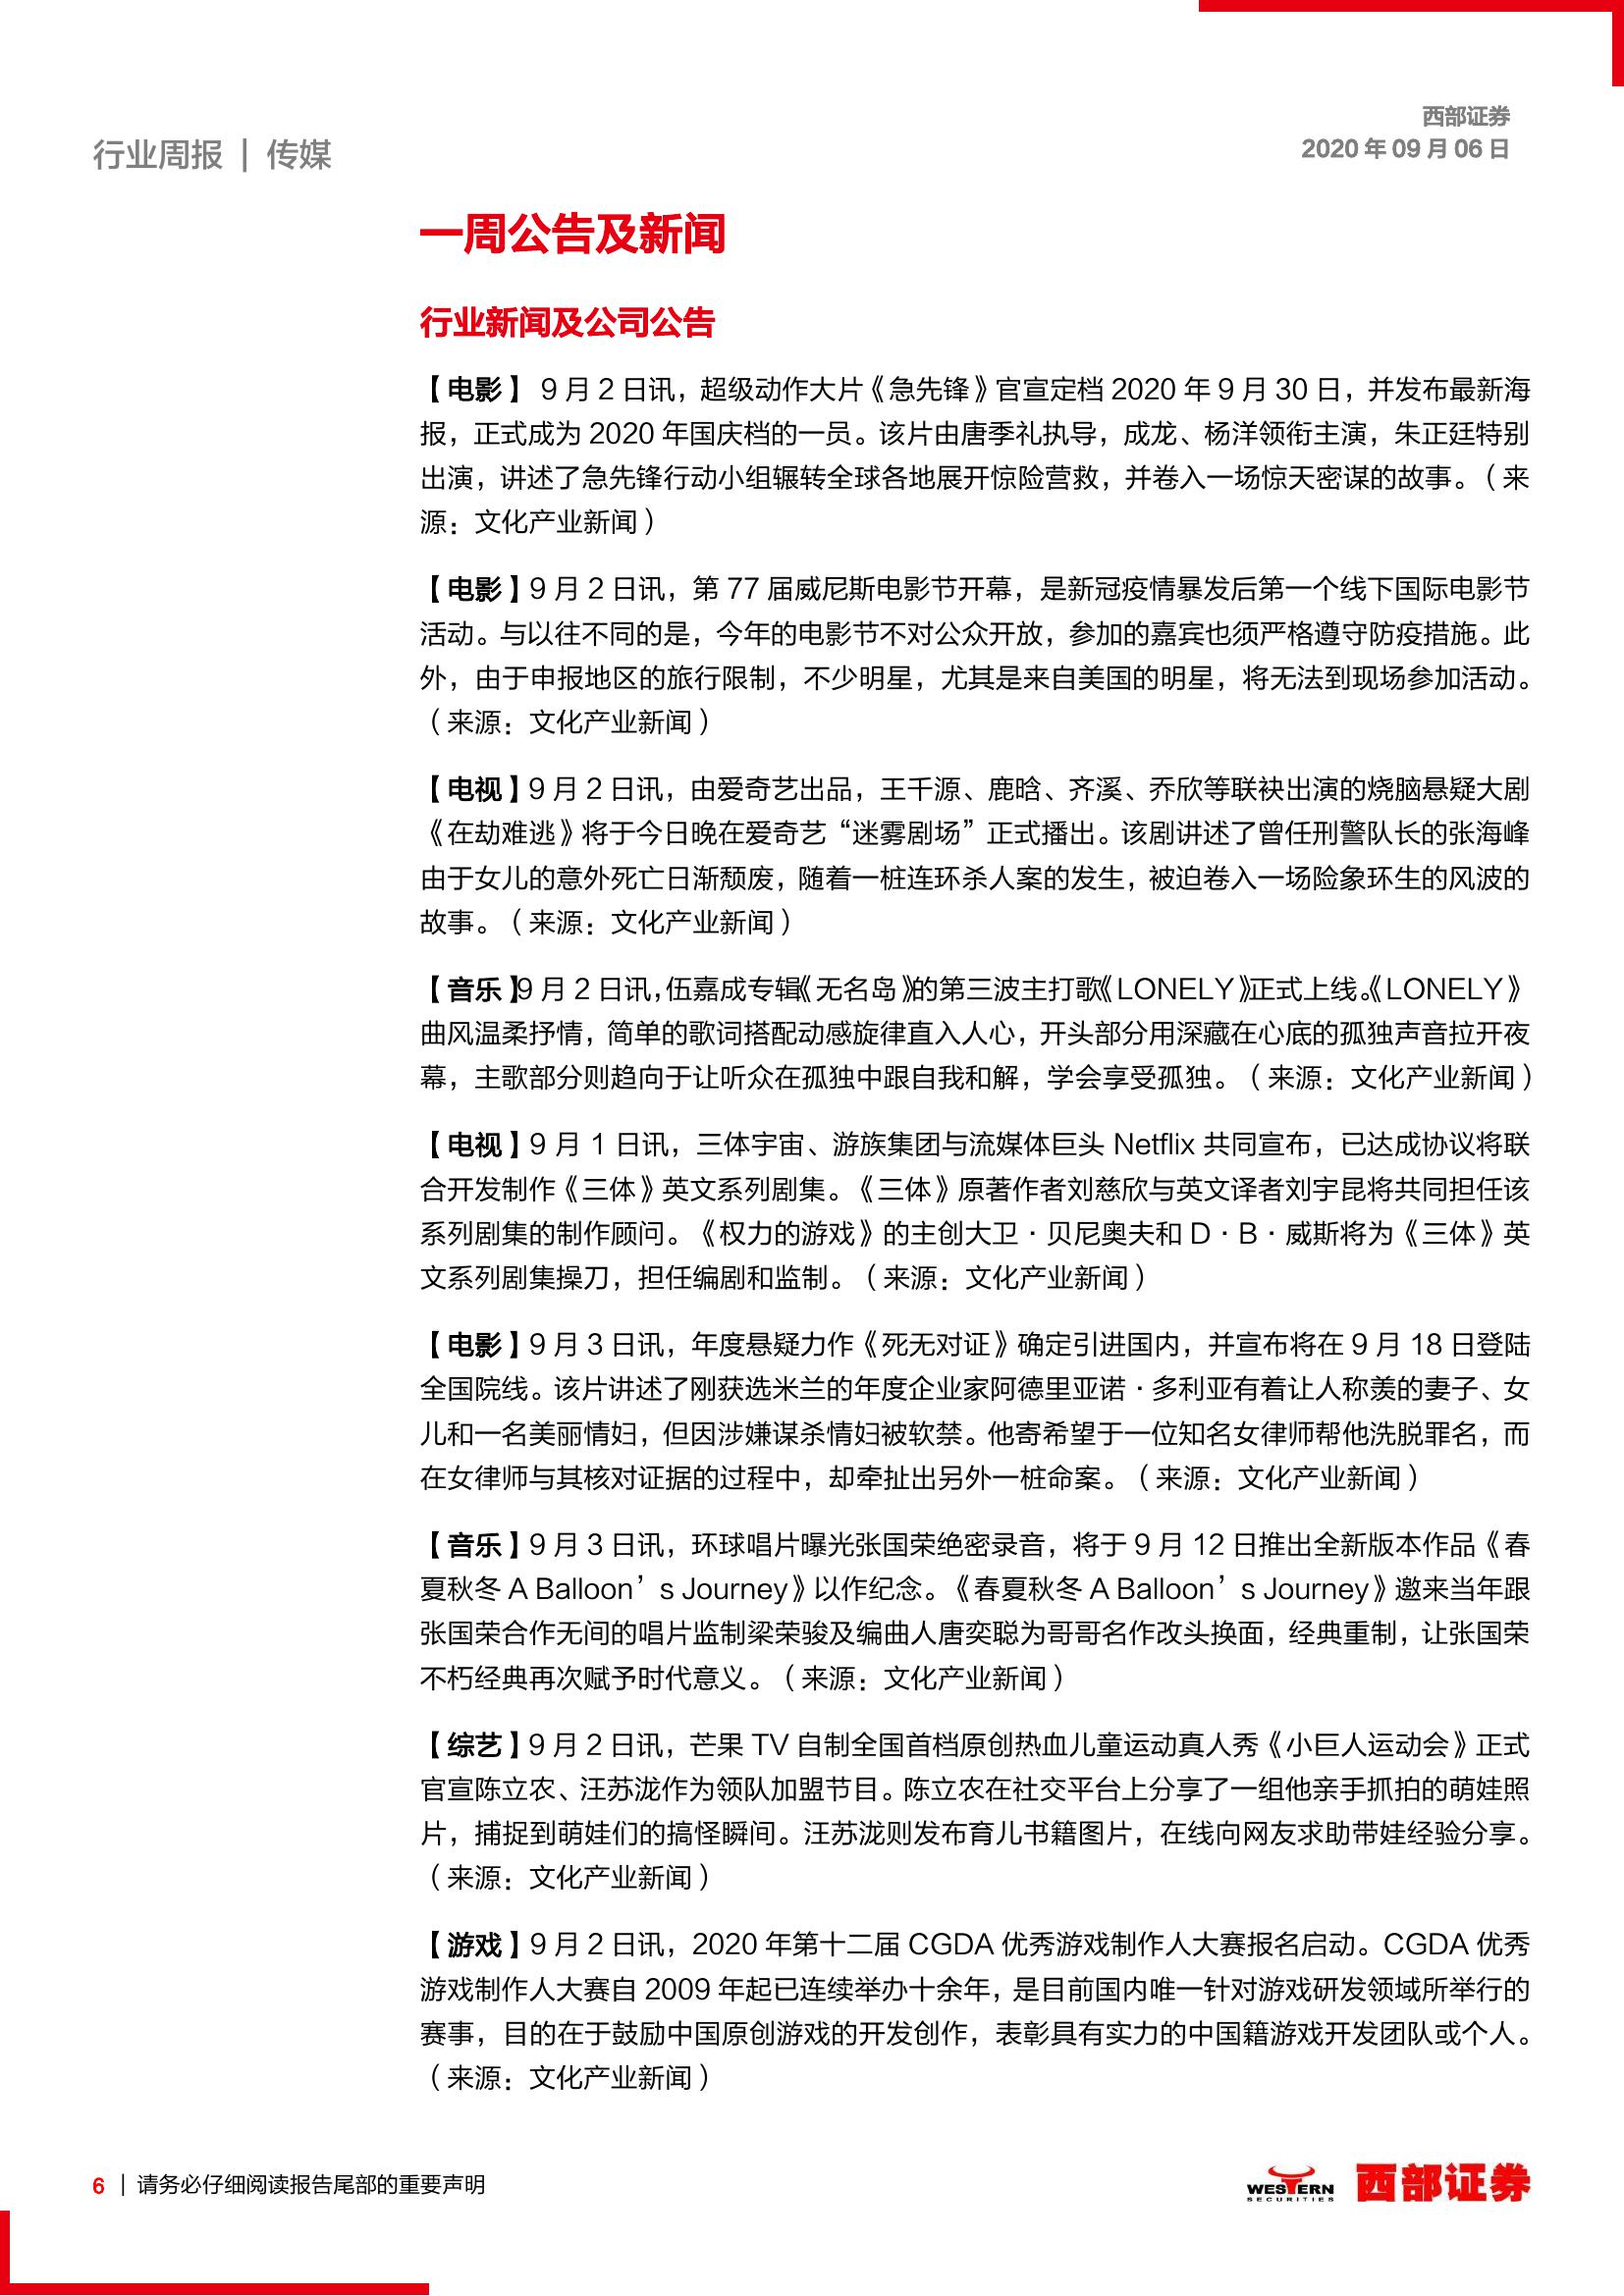 西部证券
行业周报 | 传媒
2020 年 09 月 06 日
一周公告及新闻
行业新闻及公司公告
【电影】 9 月 2 日讯，超级动作大片《急先锋》官宣定档 2020 年 9 月 30 日，并发布最新海
报，正式成为 2020 年国庆档的一员。该片由唐季礼执导，成龙、杨洋领衔主演，朱正廷特别
出演，讲述了急先锋行动小组辗转全球各地展开惊险营救，并卷入一场惊天密谋的故事。（来
源：文化产业新闻）
【电影】9 月 2 日讯，第 77 届威尼斯电影节开幕，是新冠疫情暴发后第一个线下国际电影节
活动。与以往不同的是，今年的电影节不对公众开放，参加的嘉宾也须严格遵守防疫措施。此
外，由于申报地区的旅行限制，不少明星，尤其是来自美国的明星，将无法到现场参加活动。
（来源：文化产业新闻）
【电视】9 月 2 日讯，由爱奇艺出品，王千源、鹿晗、齐溪、乔欣等联袂出演的烧脑悬疑大剧
《在劫难逃》将于今日晚在爱奇艺“迷雾剧场”正式播出。该剧讲述了曾任刑警队长的张海峰
由于女儿的意外死亡日渐颓废，随着一桩连环杀人案的发生，被迫卷入一场险象环生的风波的
故事。（来源：文化产业新闻）
【音乐】9 月 2 日讯，伍嘉成专辑《无名岛》的第三波主打歌《LONELY》正式上线。《LONELY》
曲风温柔抒情，简单的歌词搭配动感旋律直入人心，开头部分用深藏在心底的孤独声音拉开夜
幕，主歌部分则趋向于让听众在孤独中跟自我和解，学会享受孤独。（来源：文化产业新闻）
【电视】9 月 1 日讯，三体宇宙、游族集团与流媒体巨头 Netflix 共同宣布，已达成协议将联
合开发制作《三体》英文系列剧集。《三体》原著作者刘慈欣与英文译者刘宇昆将共同担任该
系列剧集的制作顾问。《权力的游戏》的主创大卫·贝尼奥夫和 D·B·威斯将为《三体》英
文系列剧集操刀，担任编剧和监制。（来源：文化产业新闻）
【电影】9 月 3 日讯，年度悬疑力作《死无对证》确定引进国内，并宣布将在 9 月 18 日登陆
全国院线。该片讲述了刚获选米兰的年度企业家阿德里亚诺·多利亚有着让人称羡的妻子、女
儿和一名美丽情妇，但因涉嫌谋杀情妇被软禁。他寄希望于一位知名女律师帮他洗脱罪名，而
在女律师与其核对证据的过程中，却牵扯出另外一桩命案。（来源：文化产业新闻）
【音乐】9 月 3 日讯，环球唱片曝光张国荣绝密录音，将于 9 月 12 日推出全新版本作品《春
夏秋冬 A Balloon’s Journey》以作纪念。《春夏秋冬 A Balloon’s Journey》邀来当年跟
张国荣合作无间的唱片监制梁荣骏及编曲人唐奕聪为哥哥名作改头换面，经典重制，让张国荣
不朽经典再次赋予时代意义。（来源：文化产业新闻）
【综艺】9 月 2 日讯，芒果 TV 自制全国首档原创热血儿童运动真人秀《小巨人运动会》正式
官宣陈立农、汪苏泷作为领队加盟节目。陈立农在社交平台上分享了一组他亲手抓拍的萌娃照
片，捕捉到萌娃们的搞怪瞬间。汪苏泷则发布育儿书籍图片，在线向网友求助带娃经验分享。
（来源：文化产业新闻）
【游戏】9 月 2 日讯，2020 年第十二届 CGDA 优秀游戏制作人大赛报名启动。CGDA 优秀
游戏制作人大赛自 2009 年起已连续举办十余年，是目前国内唯一针对游戏研发领域所举行的
赛事，目的在于鼓励中国原创游戏的开发创作，表彰具有实力的中国籍游戏开发团队或个人。
（来源：文化产业新闻）
6 | 请务必仔细阅读报告尾部的重要声明
WESTERN
SECURITIES
西部证券